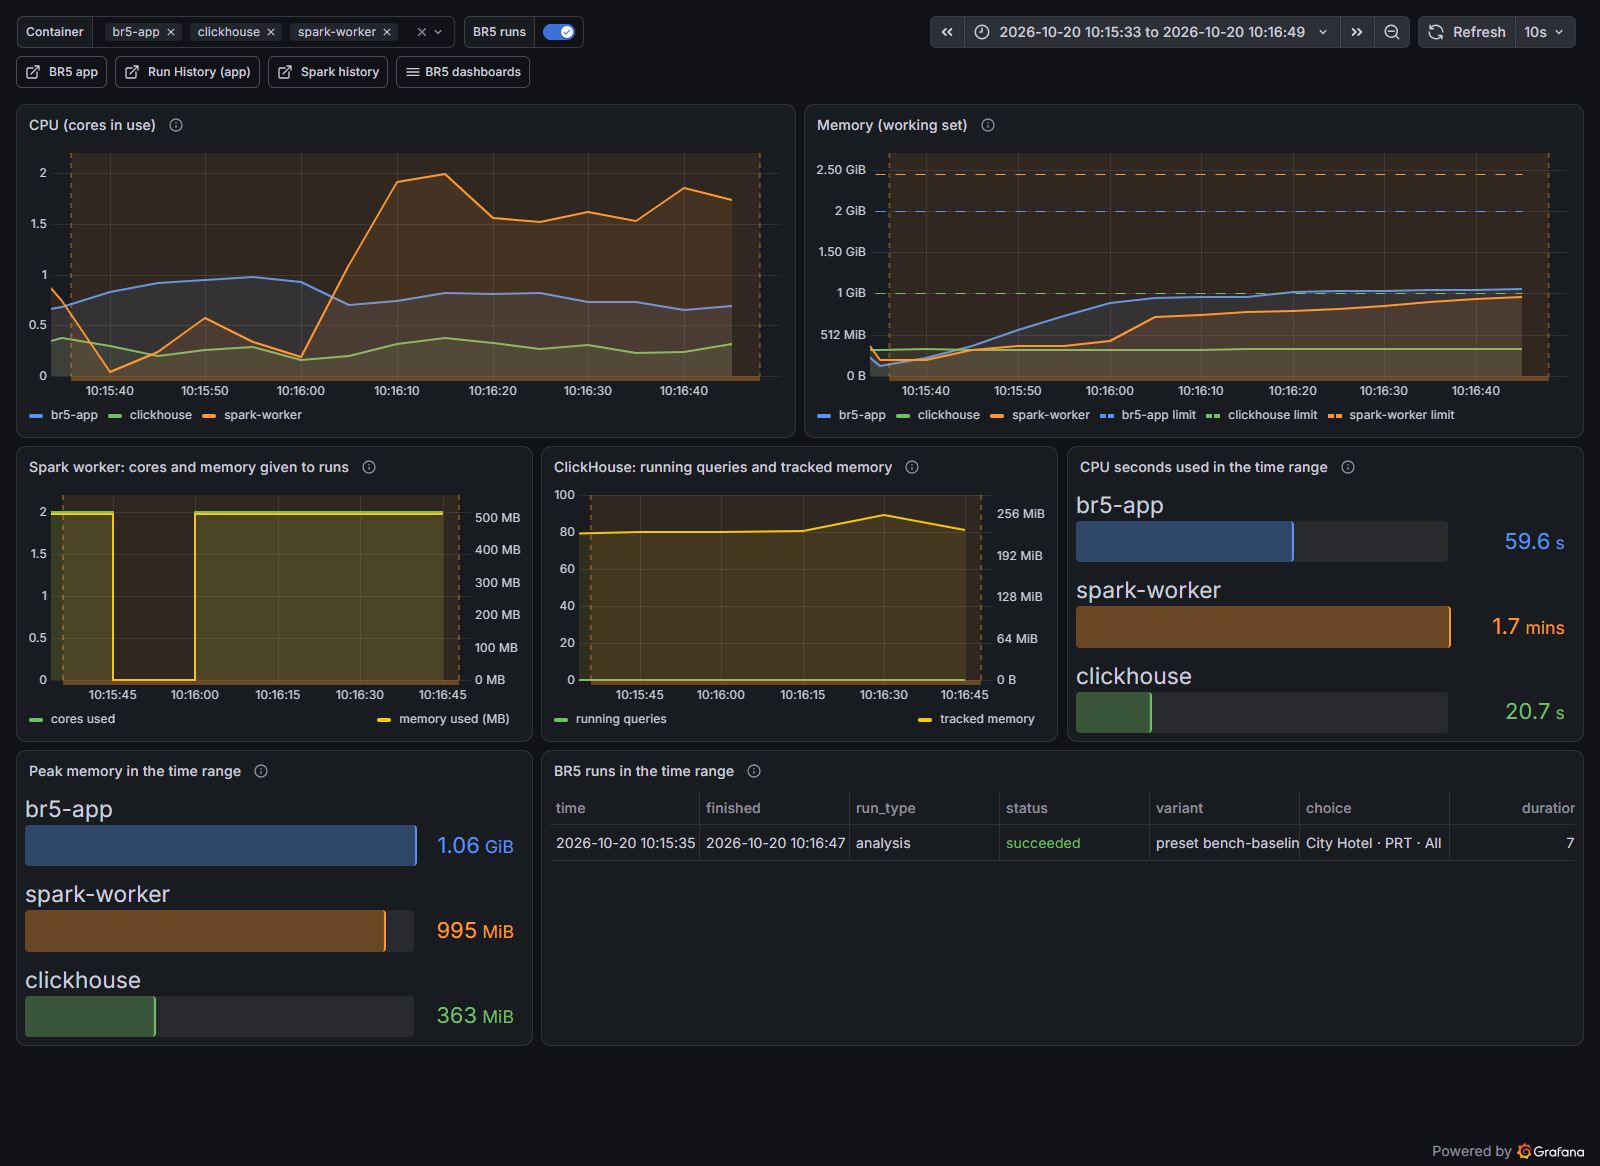 Container br5-app × clickhouse × spark-worker × × BR5 runs
2026-10-20 10:15:33 to 2026-10-20 10:16:49 Refresh 10s
BR5 app Run History (app) Spark history BR5 dashboards
CPU (cores in use)
2
1.5
1
0.5
0
10:15:40 10:15:50 10:16:00 10:16:10 10:16:20 10:16:30 10:16:40
br5-app clickhouse spark-worker
Memory (working set)
2.50 GiB
2 GiB
1.50 GiB
1 GiB
512 MiB
0 B
10:15:40 10:15:50 10:16:00 10:16:10 10:16:20 10:16:30 10:16:40
br5-app clickhouse spark-worker br5-app limit clickhouse limit spark-worker limit
Spark worker: cores and memory given to runs
2
1.5
1
0.5
0
500 MB
400 MB
300 MB
200 MB
100 MB
0 MB
10:15:45 10:16:00 10:16:15 10:16:30 10:16:45
cores used memory used (MB)
ClickHouse: running queries and tracked memory
100
80
60
40
20
0
256 MiB
192 MiB
128 MiB
64 MiB
0 B
10:15:45 10:16:00 10:16:15 10:16:30 10:16:45
running queries tracked memory
CPU seconds used in the time range
br5-app
59.6 s
spark-worker
1.7 mins
clickhouse
20.7 s
Peak memory in the time range
br5-app
1.06 GiB
spark-worker
995 MiB
clickhouse
363 MiB
BR5 runs in the time range
time finished run_type status variant choice duration
2026-10-20 10:15:35 2026-10-20 10:16:47 analysis succeeded preset bench-baselin City Hotel · PRT · All 7
Powered by Grafana